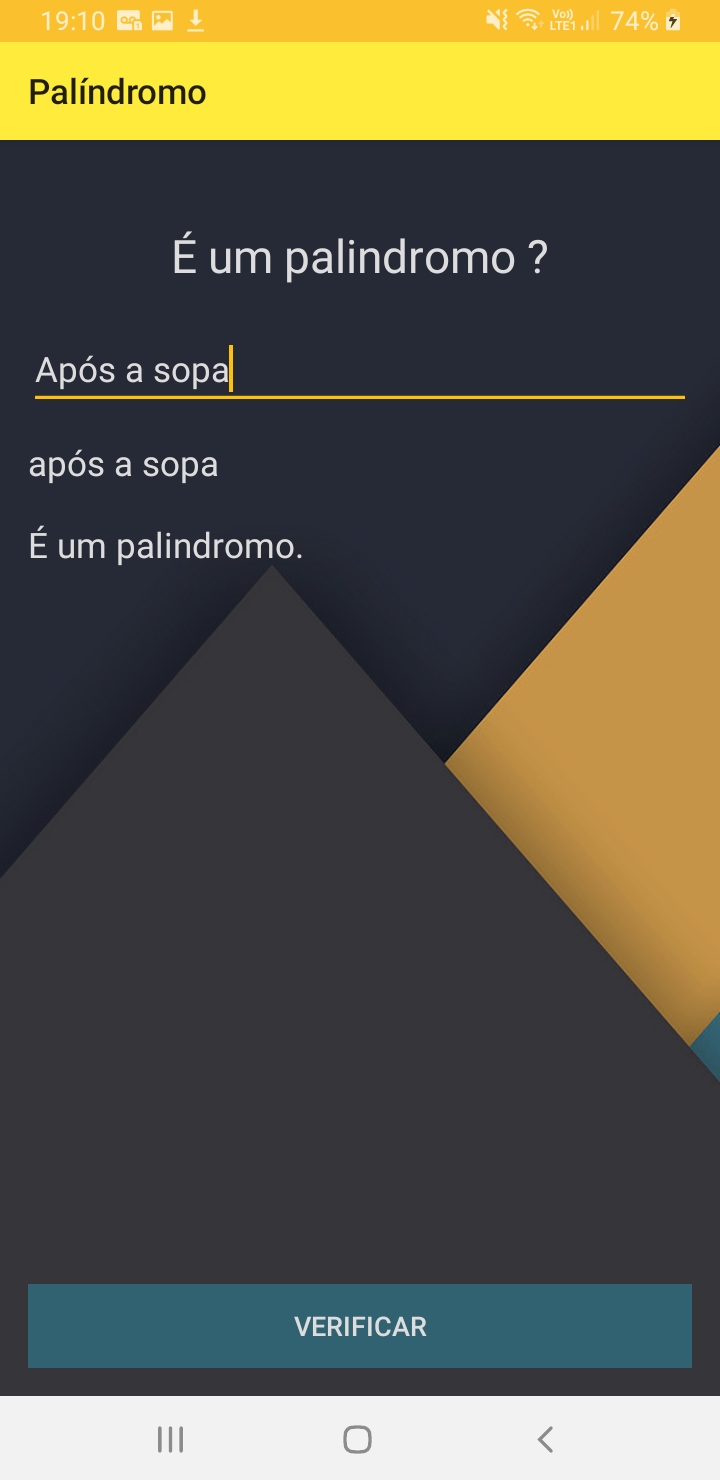 19:10 Vo)) LTE1 74%
Palíndromo
É um palindromo ?
Após a sopa
após a sopa
É um palindromo.
VERIFICAR